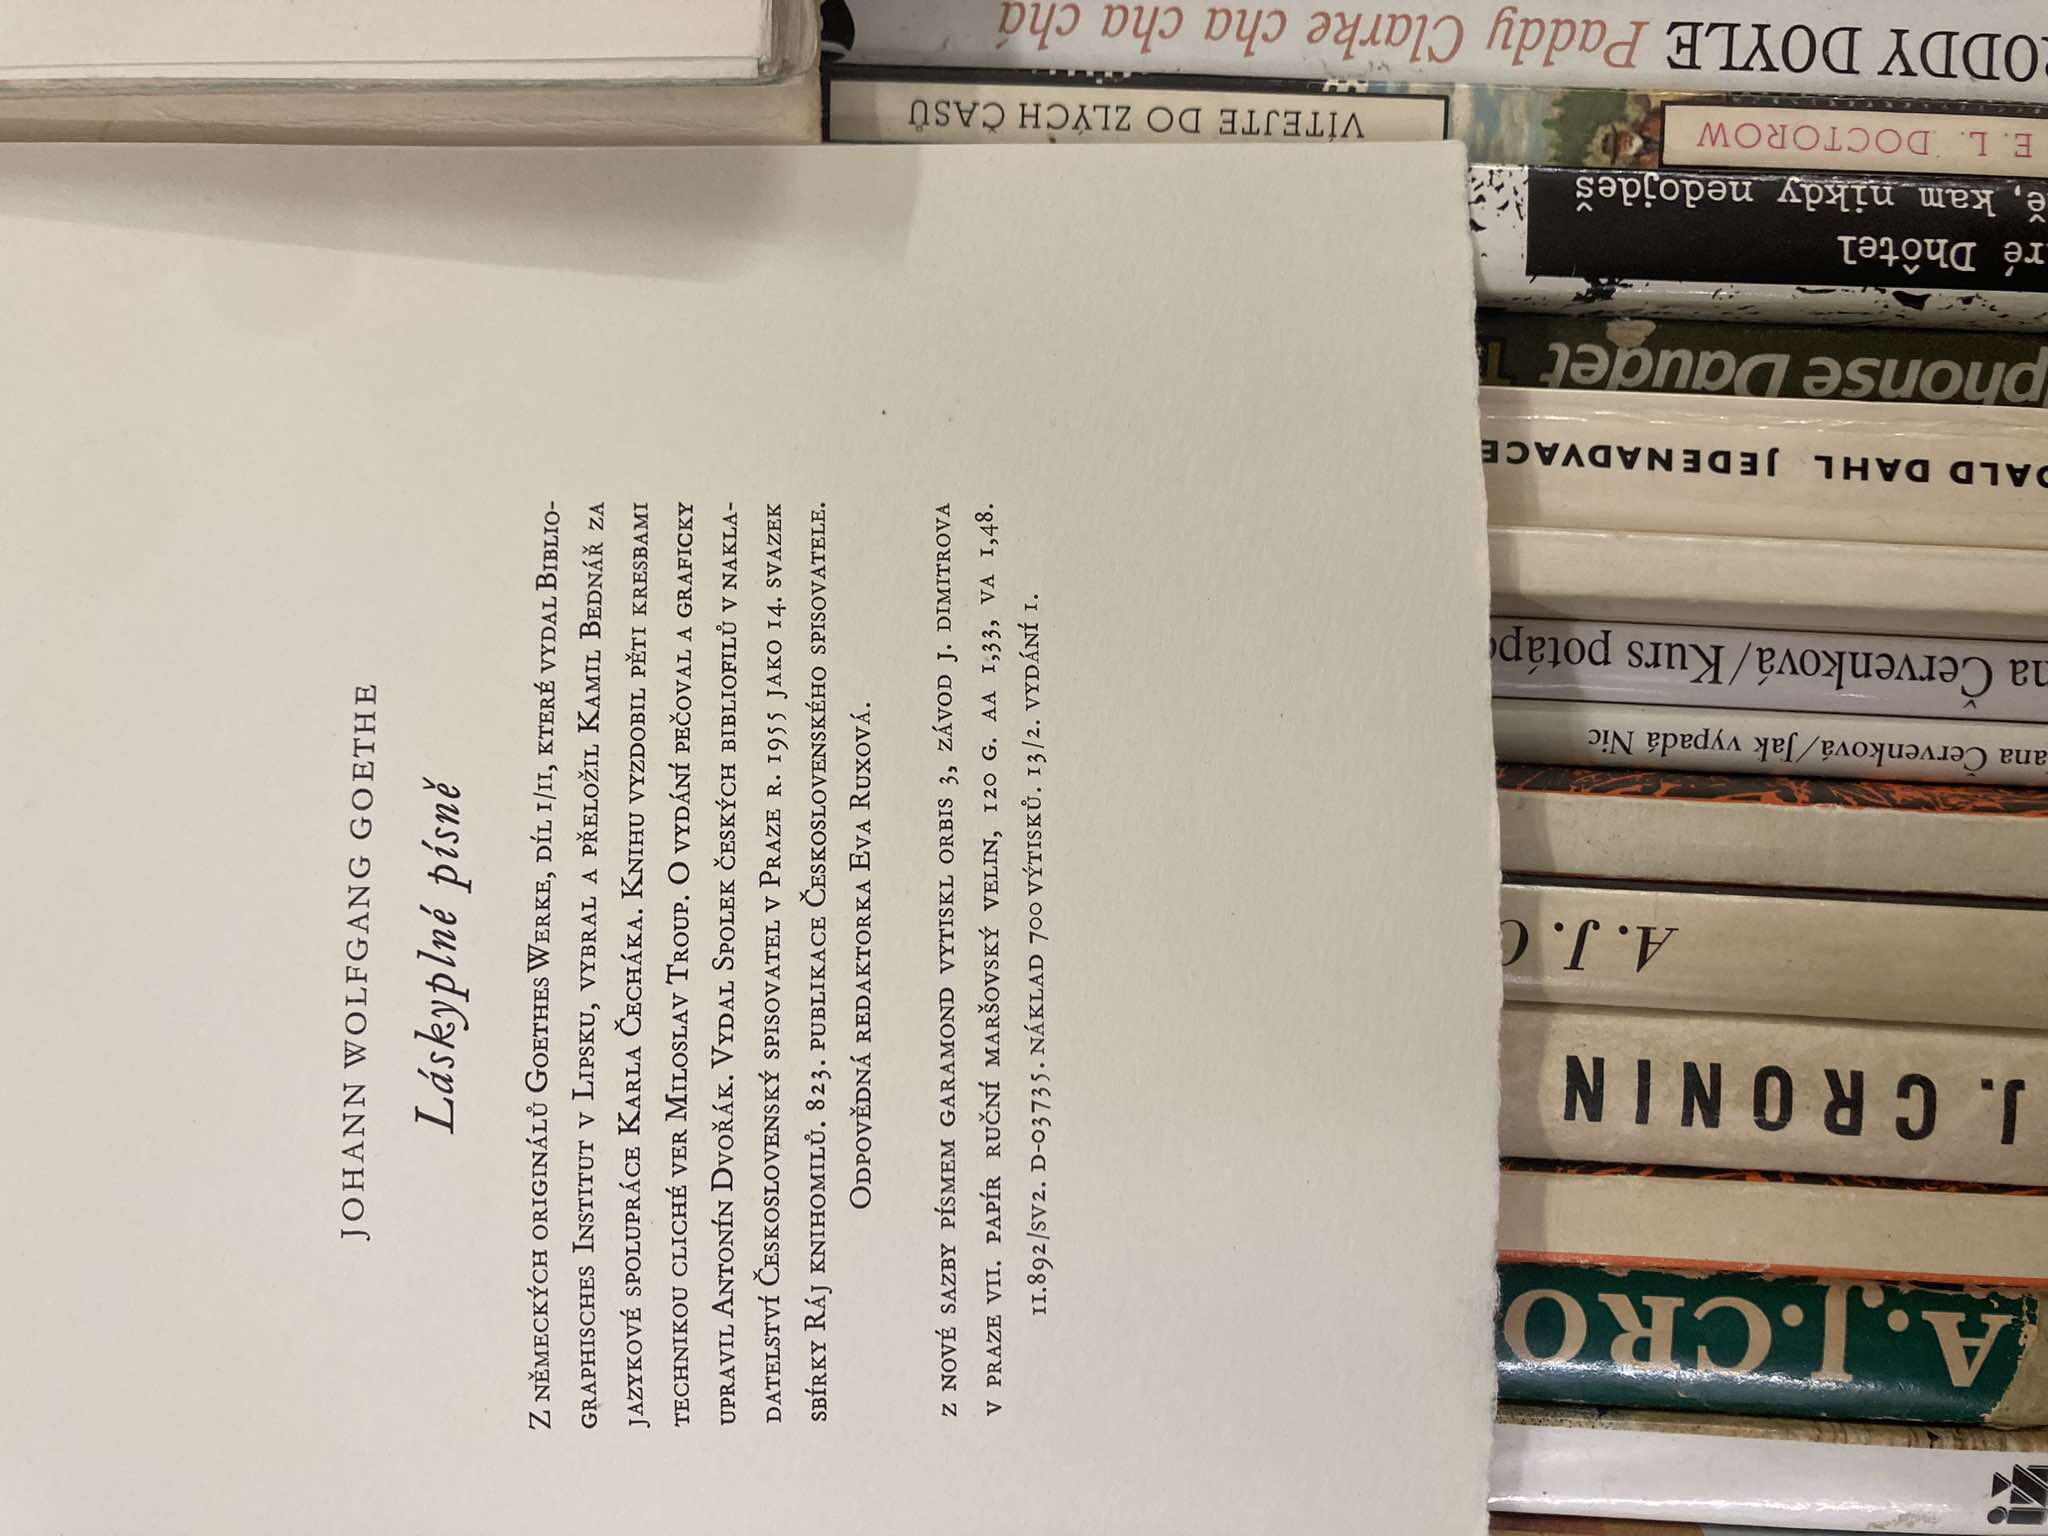 JOHANN WOLFGANG GOETHE
Láskyplné písně
Z NĚMECKÝCH ORIGINÁLŮ GOETHES WERKE, DÍL I/II, KTERÉ VYDAL BIBLIO-
GRAPHISCHES INSTITUT V LIPSKU, VYBRAL A PŘELOŽIL KAMIL BEDNÁŘ ZA
JAZYKOVÉ SPOLUPRÁCE KARLA ČECHÁKA. KNIHU VYZDOBIL PĚTI KRESBAMI
TECHNIKOU CLICHÉ VER MILOSLAV TROUP. O VYDÁNÍ PEČOVAL A GRAFICKY
UPRAVIL ANTONÍN DVOŘÁK. VYDAL SPOLEK ČESKÝCH BIBLIOFILŮ V NAKLA-
DATELSTVÍ ČESKOSLOVENSKÝ SPISOVATEL V PRAZE R. 1955 JAKO 14. SVAZEK
SBÍRKY RÁJ KNIHOMILŮ. 823. PUBLIKACE ČESKOSLOVENSKÉHO SPISOVATELE.
ODPOVĚDNÁ REDAKTORKA EVA RUXOVÁ.
Z NOVÉ SAZBY PÍSMEM GARAMOND VYTISKL ORBIS 3, ZÁVOD J. DIMITROVA
V PRAZE VII. PAPÍR RUČNÍ MARŠOVSKÝ VELIN, 120 G. AA 1,33, VA 1,48.
11.892/SV2. D-03735. NÁKLAD 700 VÝTISKŮ. 13/2. VYDÁNÍ 1.
RODDY DOYLE Paddy Clarke cha cha cha chá
E. L. DOCTOROW VÍTEJTE DO ZLÝCH ČASŮ
ré Dhôtel
ě, kam nikdy nedojdeš
phonse Daudet T
OALD DAHL JEDENADVACE
na Červenková/Kurs potáp
ana Červenková/Jak vypadá Nic
A. J. C
J. CRONIN
A.J.CRO